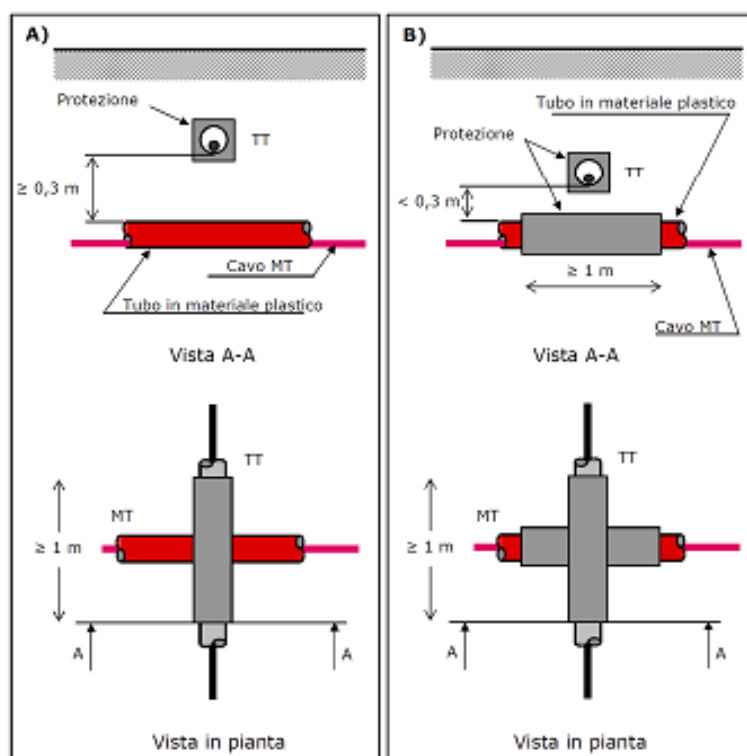 A)
Protezione
TT
≥ 0,3 m
Cavo MT
Tubo in materiale plastico
Vista A-A
TT
MT
≥ 1 m
A
A
Vista in pianta
B)
Tubo in materiale plastico
Protezione
TT
< 0,3 m
≥ 1 m
Cavo MT
Vista A-A
TT
MT
≥ 1 m
A
A
Vista in pianta